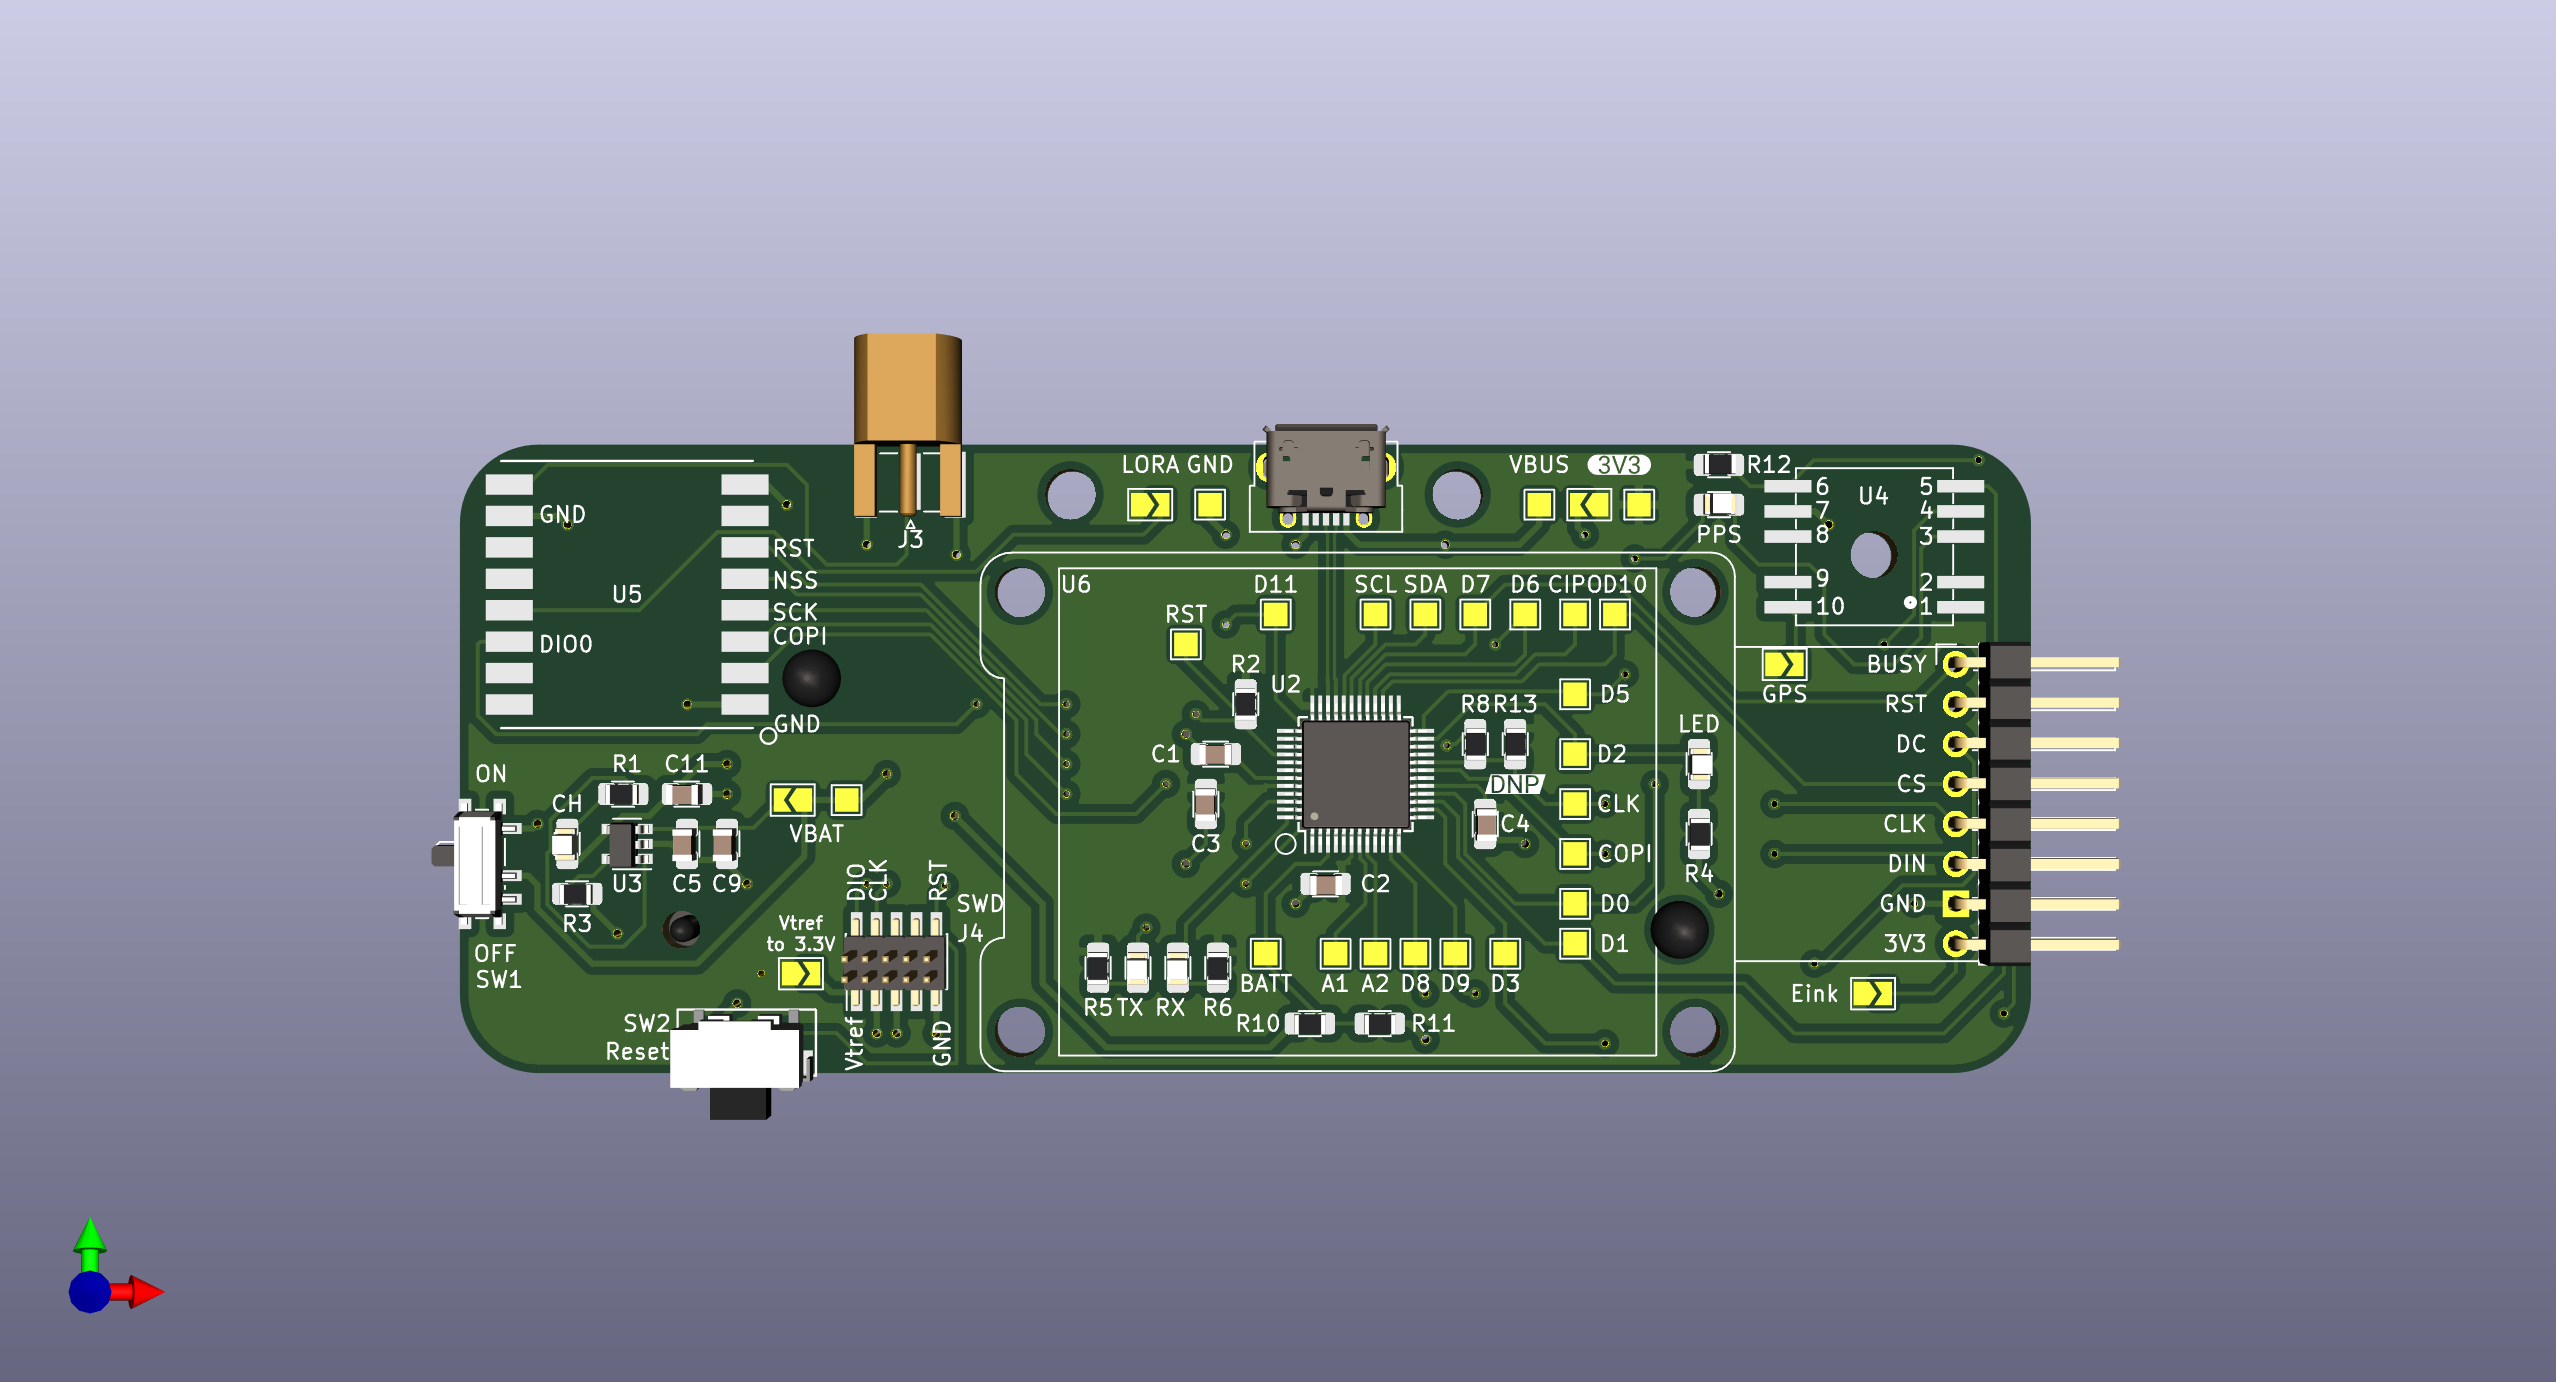 LORA GND
VBUS 3V3
R12
6 U4 5
7 4
8 3
9 2
10 1
PPS
GND
J3
RST
NSS
U5
SCK
COPI
DIO0
GND
U6
D11
SCL SDA D7 D6 CIPO D10
RST
R2
U2
D5
GPS
BUSY
RST
DC
CS
CLK
DIN
GND
3V3
Eink
R8 R13
LED
C1
D2
DNP
CLK
C4
C3
COPI
R4
C2
D0
D1
ON
R1 C11
CH
VBAT
U3 C5 C9
R3
OFF
SW1
DIO
CLK
RST
SWD
J4
Vtref
to 3.3V
BATT A1 A2 D8 D9 D3
R5 TX RX R6
R10 R11
SW2
Reset
Vtref
GND